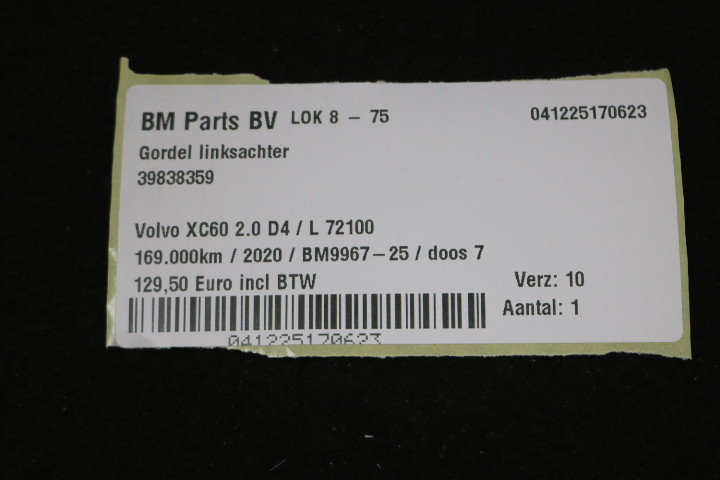 BM Parts BV LOK 8 – 75 041225170623
Gordel linksachter
39838359
Volvo XC60 2.0 D4 / L 72100
169.000km / 2020 / BM9967–25 / doos 7
129,50 Euro incl BTW Verz: 10
Aantal: 1
041225170623